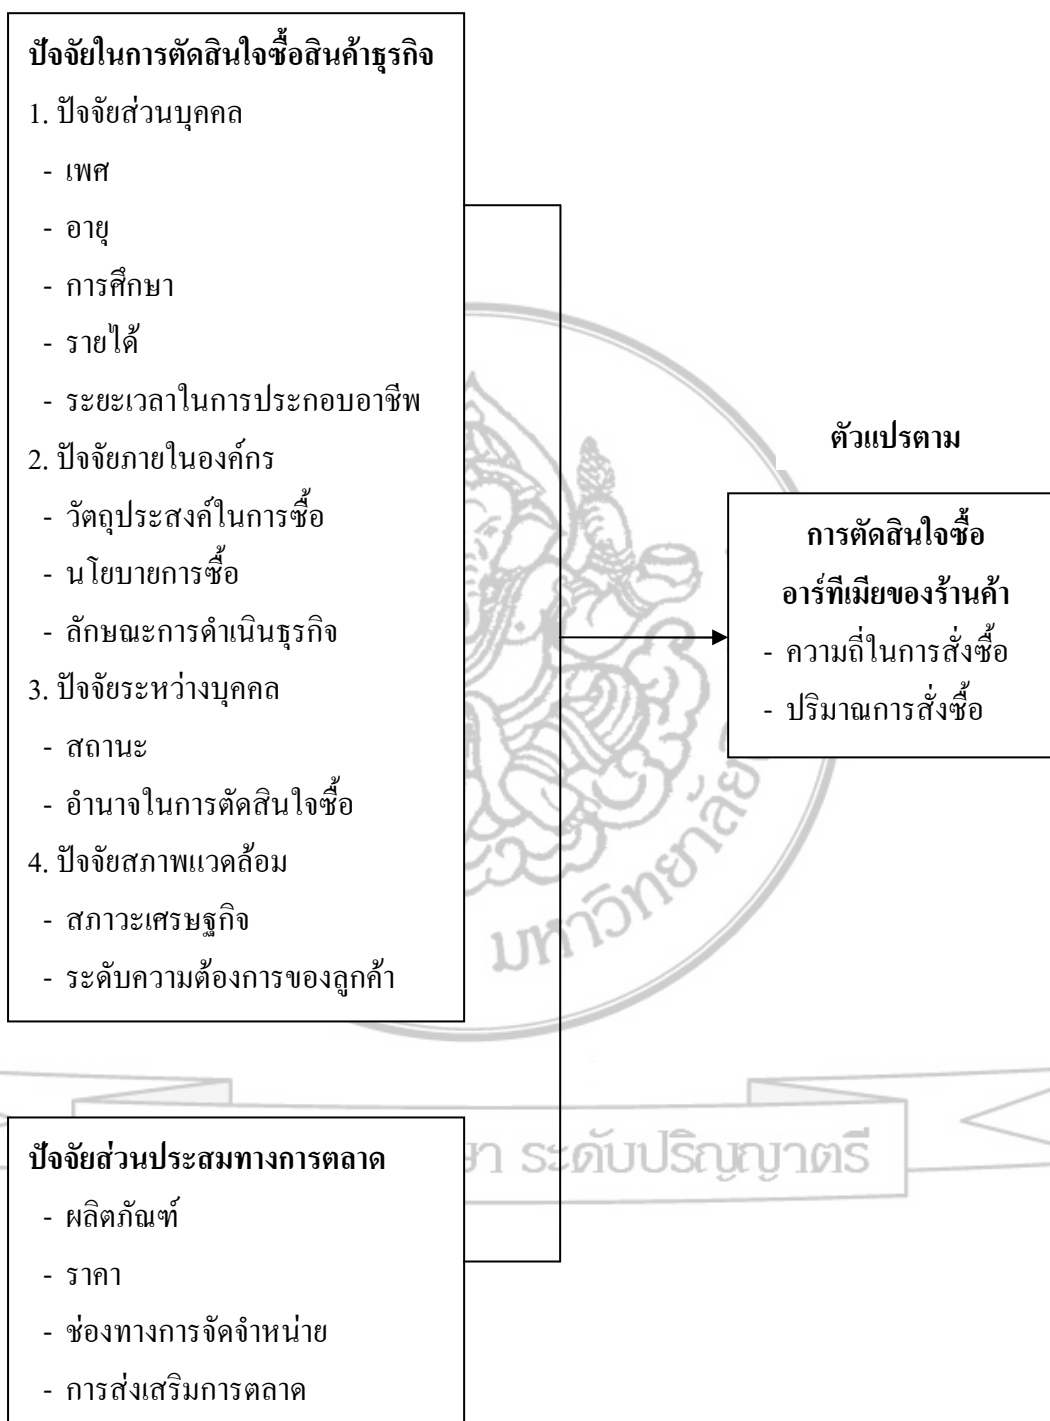 ปัจจัยในการตัดสินใจซื้อสินค้าธุรกิจ
1. ปัจจัยส่วนบุคคล
- เพศ
- อายุ
- การศึกษา
- รายได้
- ระยะเวลาในการประกอบอาชีพ
2. ปัจจัยภายในองค์กร
- วัตถุประสงค์ในการซื้อ
- นโยบายการซื้อ
- ลักษณะการดำเนินธุรกิจ
3. ปัจจัยระหว่างบุคคล
- สถานะ
- อำนาจในการตัดสินใจซื้อ
4. ปัจจัยสภาพแวดล้อม
- สภาวะเศรษฐกิจ
- ระดับความต้องการของลูกค้า
ปัจจัยส่วนประสมทางการตลาด
- ผลิตภัณฑ์
- ราคา
- ช่องทางการจัดจำหน่าย
- การส่งเสริมการตลาด
ตัวแปรตาม
การตัดสินใจซื้อ
อาร์ทีเมียของร้านค้า
- ความถี่ในการสั่งซื้อ
- ปริมาณการสั่งซื้อ
มหาวิทยาลัย
ระดับปริญญาตรี